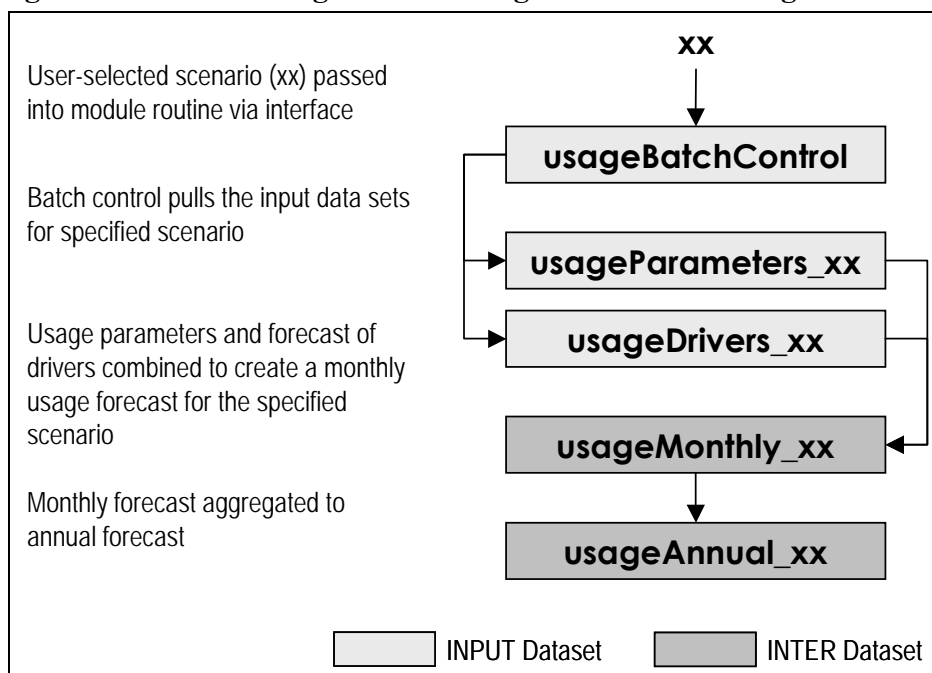 xx
User-selected scenario (xx) passed
into module routine via interface
usageBatchControl
Batch control pulls the input data sets
for specified scenario
usageParameters_xx
usageDrivers_xx
Usage parameters and forecast of
drivers combined to create a monthly
usage forecast for the specified
scenario
usageMonthly_xx
Monthly forecast aggregated to
annual forecast
usageAnnual_xx
INPUT Dataset
INTER Dataset